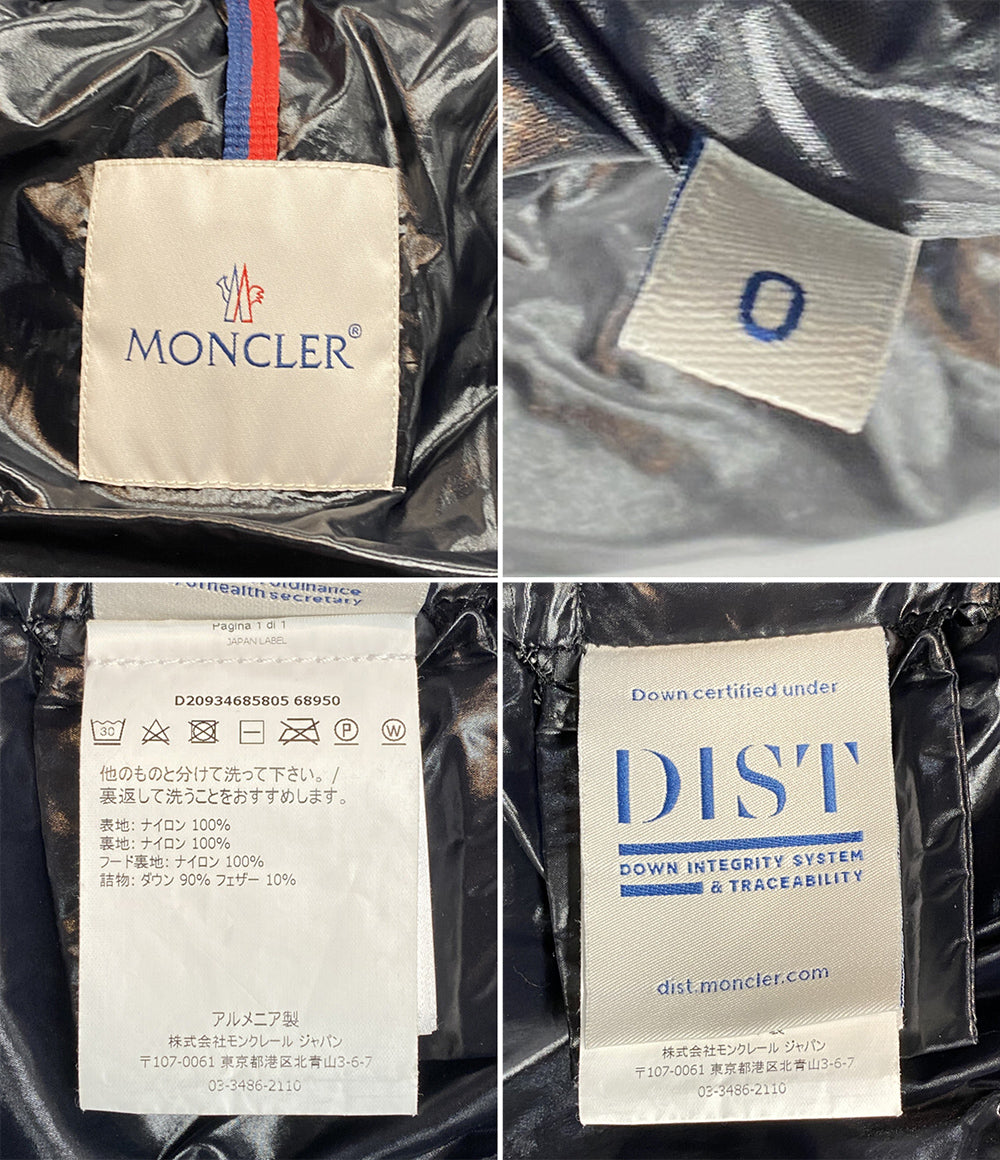 MONCLER®
0
ordinance
of health secretary
Pagina 1 di 1
JAPAN LABEL
D20934685805 68950
30
P
W
他のものと分けて洗って下さい。/
裏返して洗うことをおすすめします。
表地: ナイロン 100%
裏地: ナイロン 100%
フード裏地: ナイロン 100%
詰物: ダウン 90% フェザー 10%
アルメニア製
株式会社モンクレール ジャパン
〒107-0061 東京都港区北青山3-6-7
03-3486-2110
Down certified under
DIST
DOWN INTEGRITY SYSTEM
& TRACEABILITY
dist.moncler.com
製
株式会社モンクレール ジャパン
〒107-0061 東京都港区北青山3-6-7
03-3486-2110